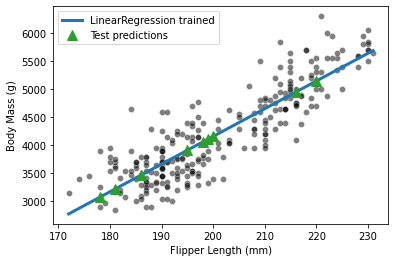 LinearRegression trained
Test predictions
Body Mass (g)
6000
5500
5000
4500
4000
3500
3000
170 180 190 200 210 220 230
Flipper Length (mm)